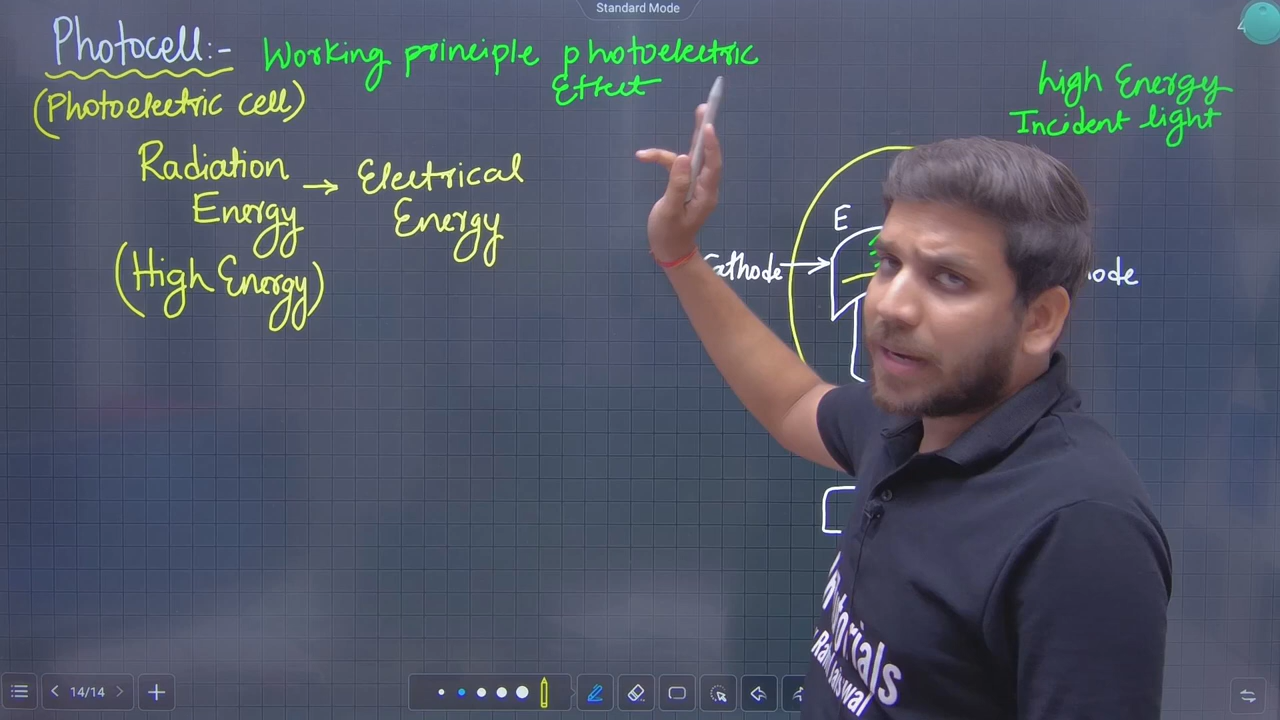 Standard Mode
Photocell:- Working principle photoelectric
Effect
(Photoelectric cell)
Radiation → Electrical
Energy Energy
(High Energy)
high Energy
Incident light
E
Cathode
14/14